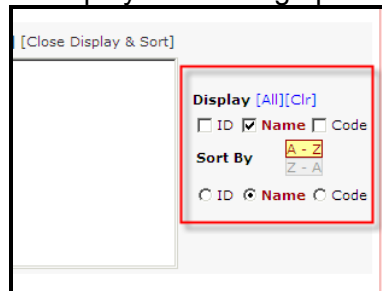 [Close Display & Sort]
Display [All][Clr]
ID Name Code
A - Z
Sort By
Z - A
ID Name Code